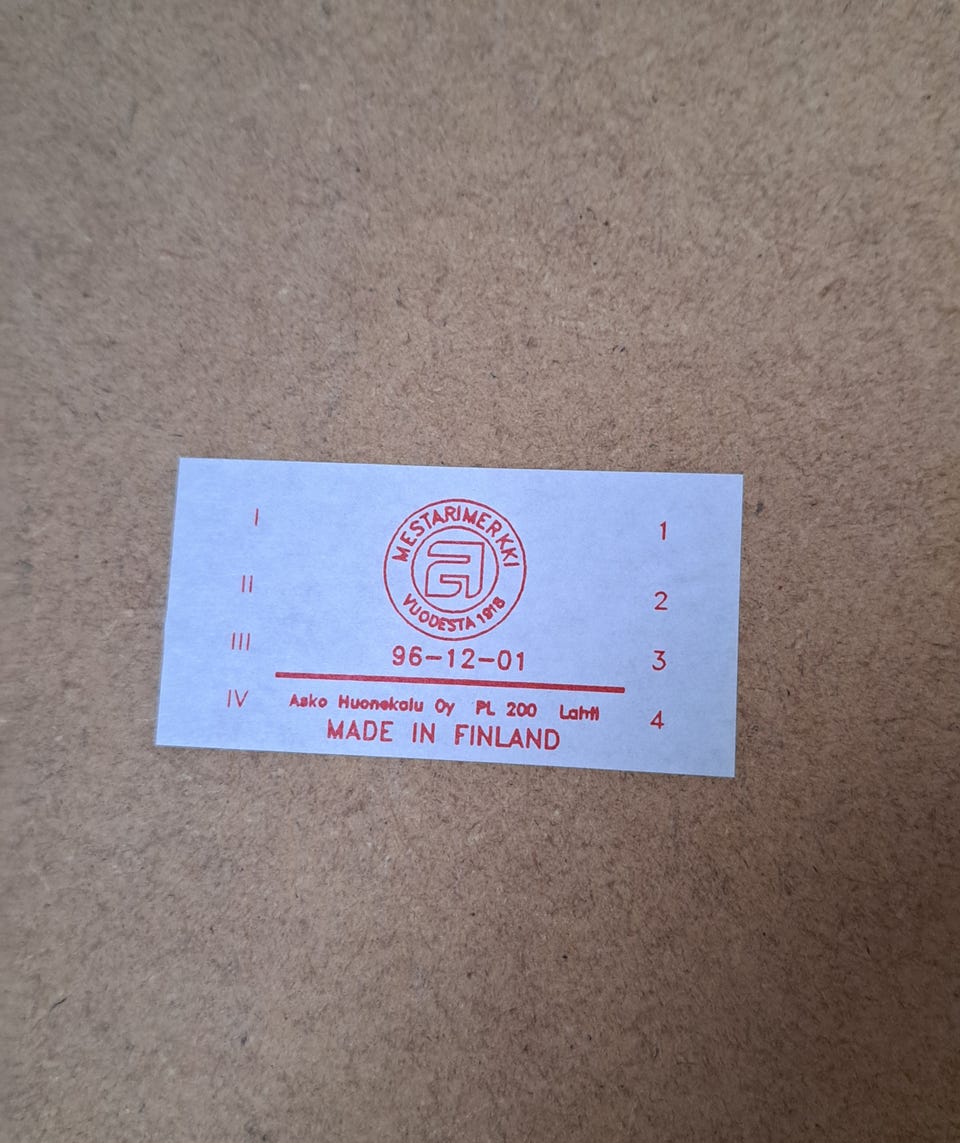 MESTARIMERKKI
a
VUODESTA 1918
96-12-01
Asko Huonekalu Oy PL 200 Lahti
MADE IN FINLAND
I
II
III
IV
1
2
3
4